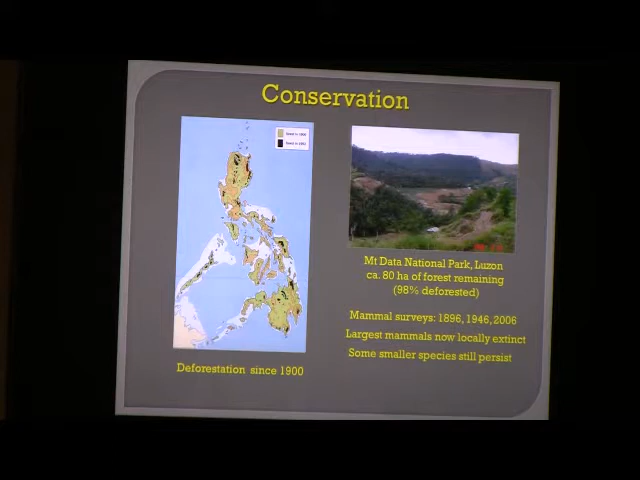 Conservation
Mt Data National Park, Luzon
ca. 80 ha of forest remaining
(98% deforested)
Mammal surveys: 1896, 1946, 2006
Largest mammals now locally extinct
Some smaller species still persist
Deforestation since 1900